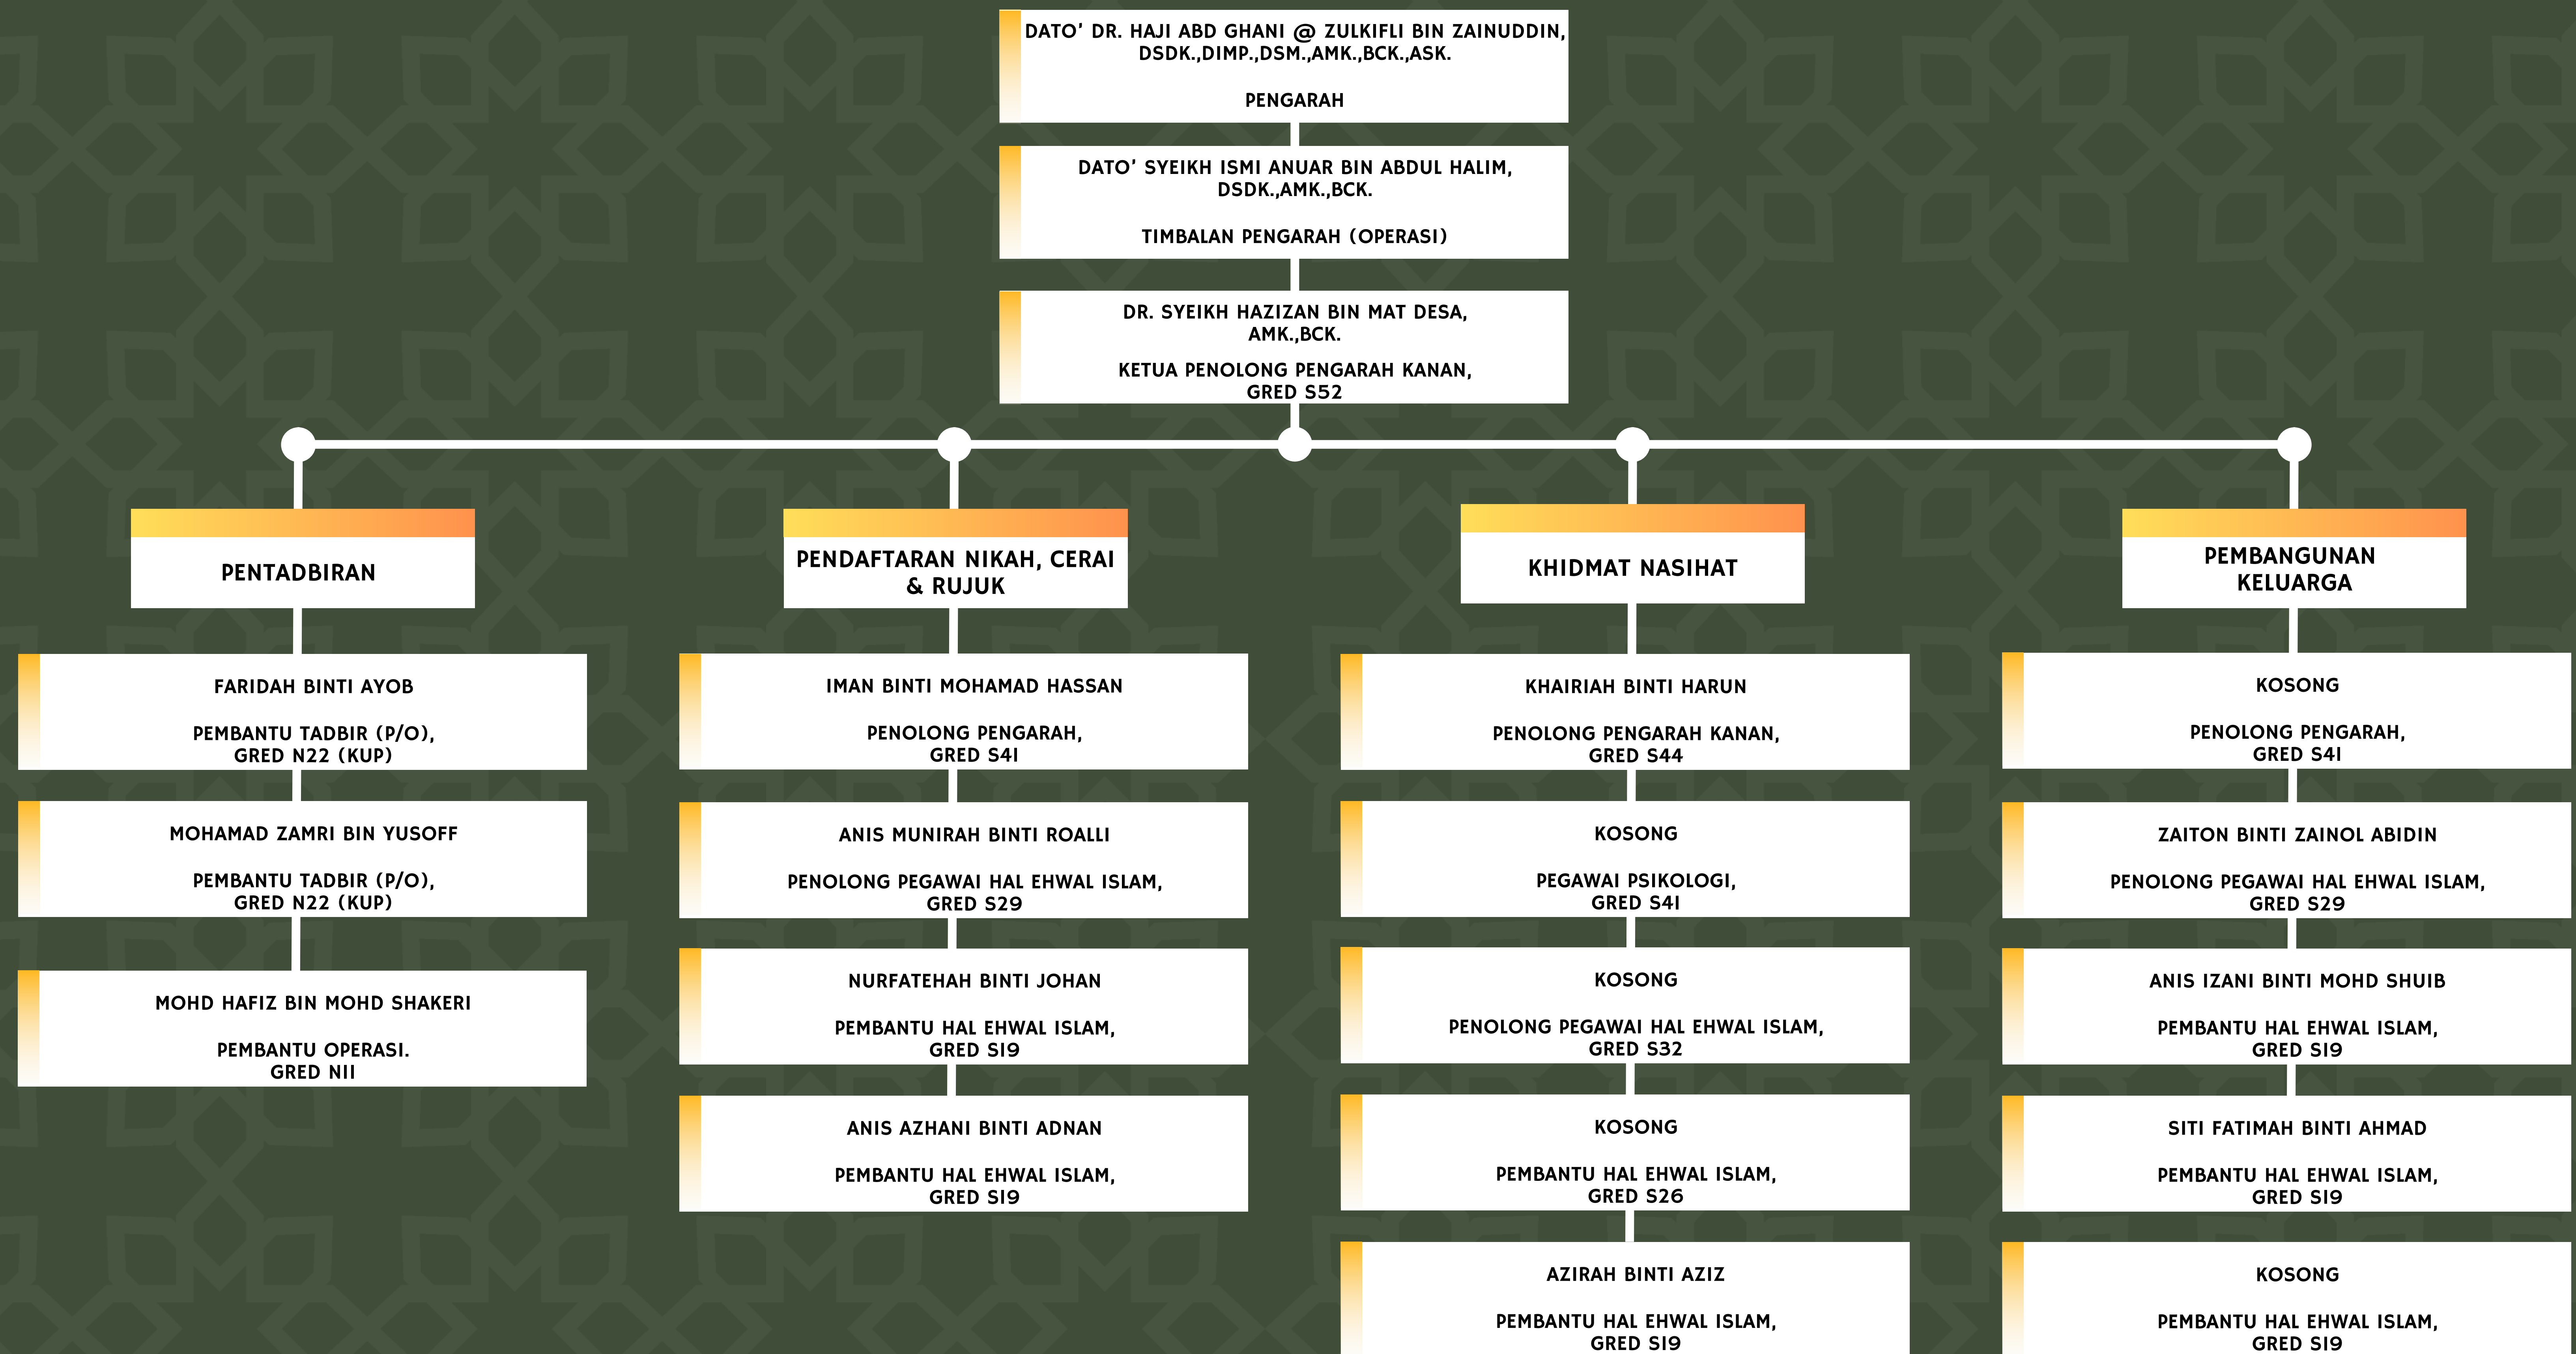 DATO' DR. HAJI ABD GHANI @ ZULKIFLI BIN ZAINUDDIN,
DSDK.,DIMP.,DSM.,AMK.,BCK.,ASK.
PENGARAH
DATO' SYEIKH ISMI ANUAR BIN ABDUL HALIM,
DSDK.,AMK.,BCK.
TIMBALAN PENGARAH (OPERASI)
DR. SYEIKH HAZIZAN BIN MAT DESA,
AMK.,BCK.
KETUA PENOLONG PENGARAH KANAN,
GRED S52
PENTADBIRAN
FARIDAH BINTI AYOB
PEMBANTU TADBIR (P/O),
GRED N22 (KUP)
MOHAMAD ZAMRI BIN YUSOFF
PEMBANTU TADBIR (P/O),
GRED N22 (KUP)
MOHD HAFIZ BIN MOHD SHAKERI
PEMBANTU OPERASI.
GRED N11
PENDAFTARAN NIKAH, CERAI
& RUJUK
IMAN BINTI MOHAMAD HASSAN
PENOLONG PENGARAH,
GRED S41
ANIS MUNIRAH BINTI ROALLI
PENOLONG PEGAWAI HAL EHWAL ISLAM,
GRED S29
NURFATEHAH BINTI JOHAN
PEMBANTU HAL EHWAL ISLAM,
GRED S19
ANIS AZHANI BINTI ADNAN
PEMBANTU HAL EHWAL ISLAM,
GRED S19
KHIDMAT NASIHAT
KHAIRIAH BINTI HARUN
PENOLONG PENGARAH KANAN,
GRED S44
KOSONG
PEGAWAI PSIKOLOGI,
GRED S41
KOSONG
PENOLONG PEGAWAI HAL EHWAL ISLAM,
GRED S32
KOSONG
PEMBANTU HAL EHWAL ISLAM,
GRED S26
AZIRAH BINTI AZIZ
PEMBANTU HAL EHWAL ISLAM,
GRED S19
PEMBANGUNAN
KELUARGA
KOSONG
PENOLONG PENGARAH,
GRED S41
ZAITON BINTI ZAINOL ABIDIN
PENOLONG PEGAWAI HAL EHWAL ISLAM,
GRED S29
ANIS IZANI BINTI MOHD SHUIB
PEMBANTU HAL EHWAL ISLAM,
GRED S19
SITI FATIMAH BINTI AHMAD
PEMBANTU HAL EHWAL ISLAM,
GRED S19
KOSONG
PEMBANTU HAL EHWAL ISLAM,
GRED S19